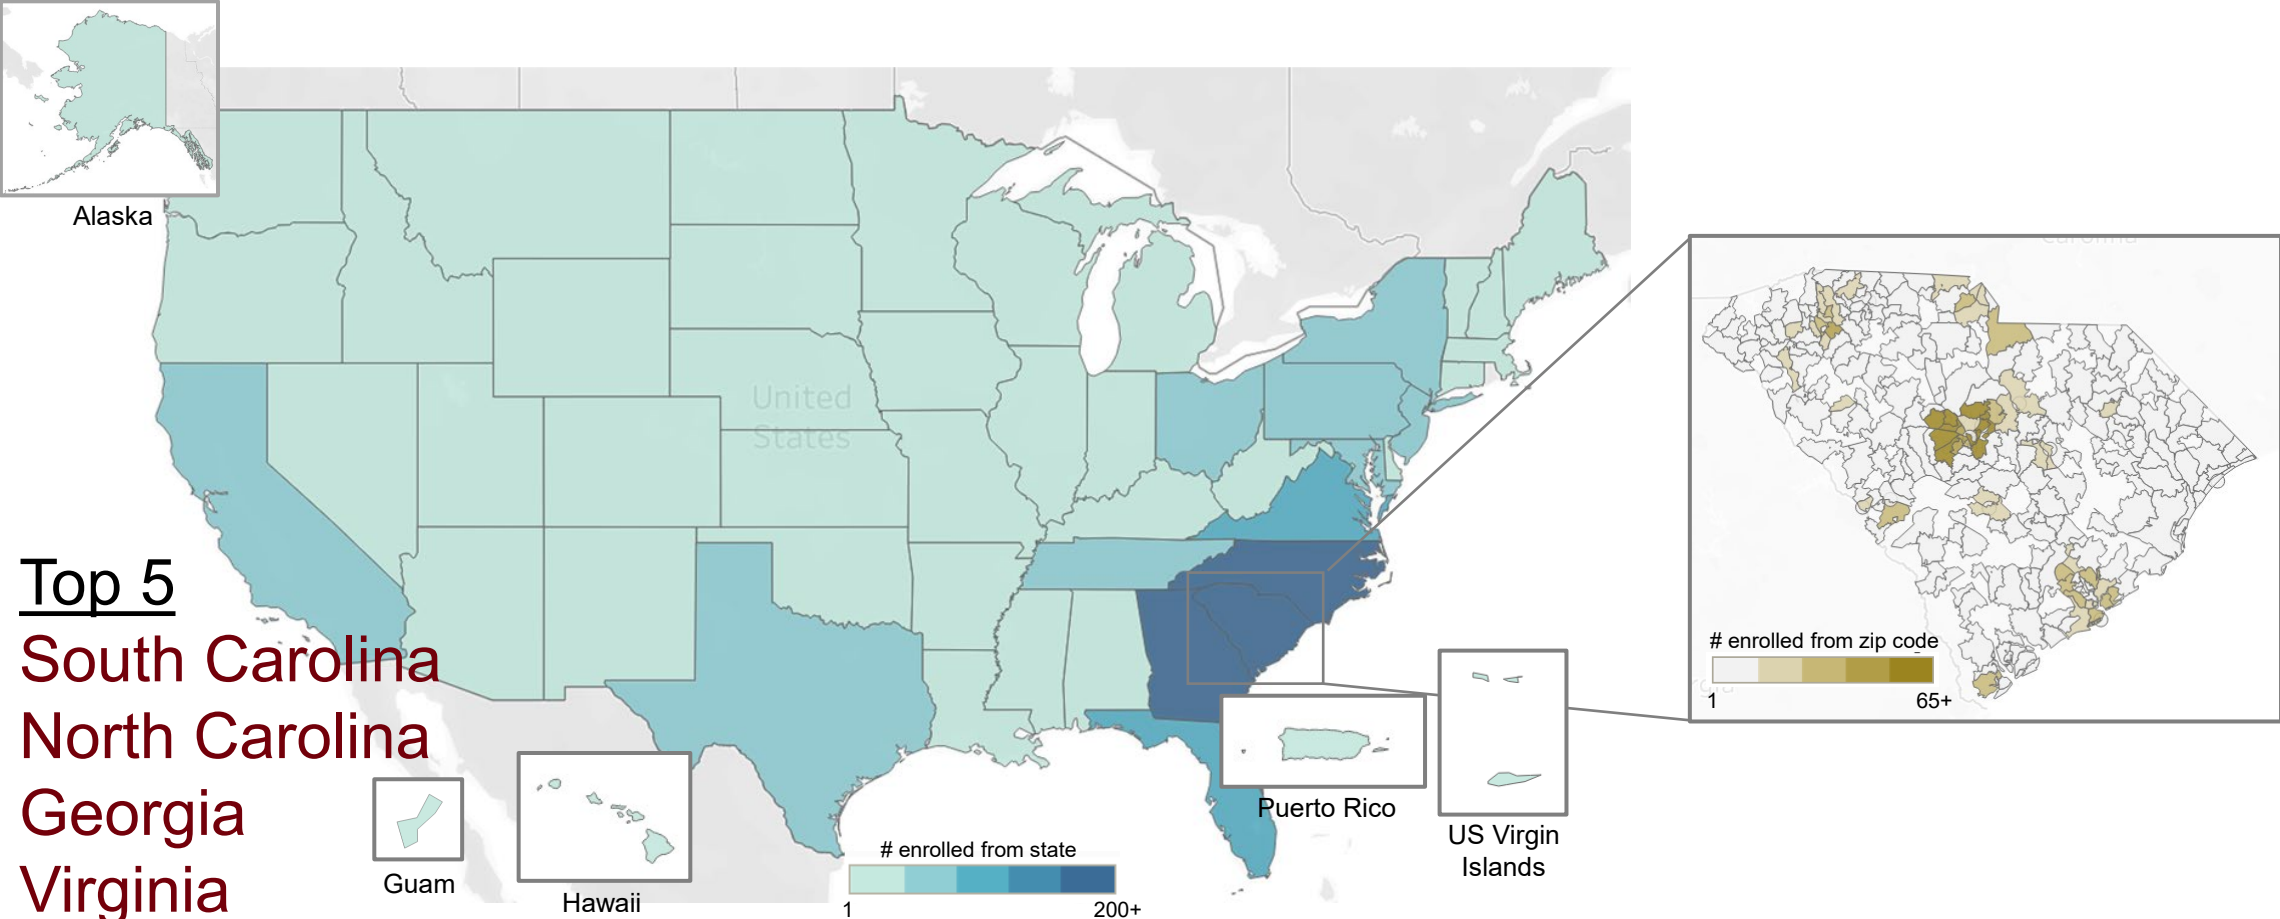 Alaska
United
States
Top 5
South Carolina
North Carolina
Georgia
Virginia
Guam
Hawaii
# enrolled from state
1
200+
Puerto Rico
US Virgin
Islands
Carolina
# enrolled from zip code
1
65+